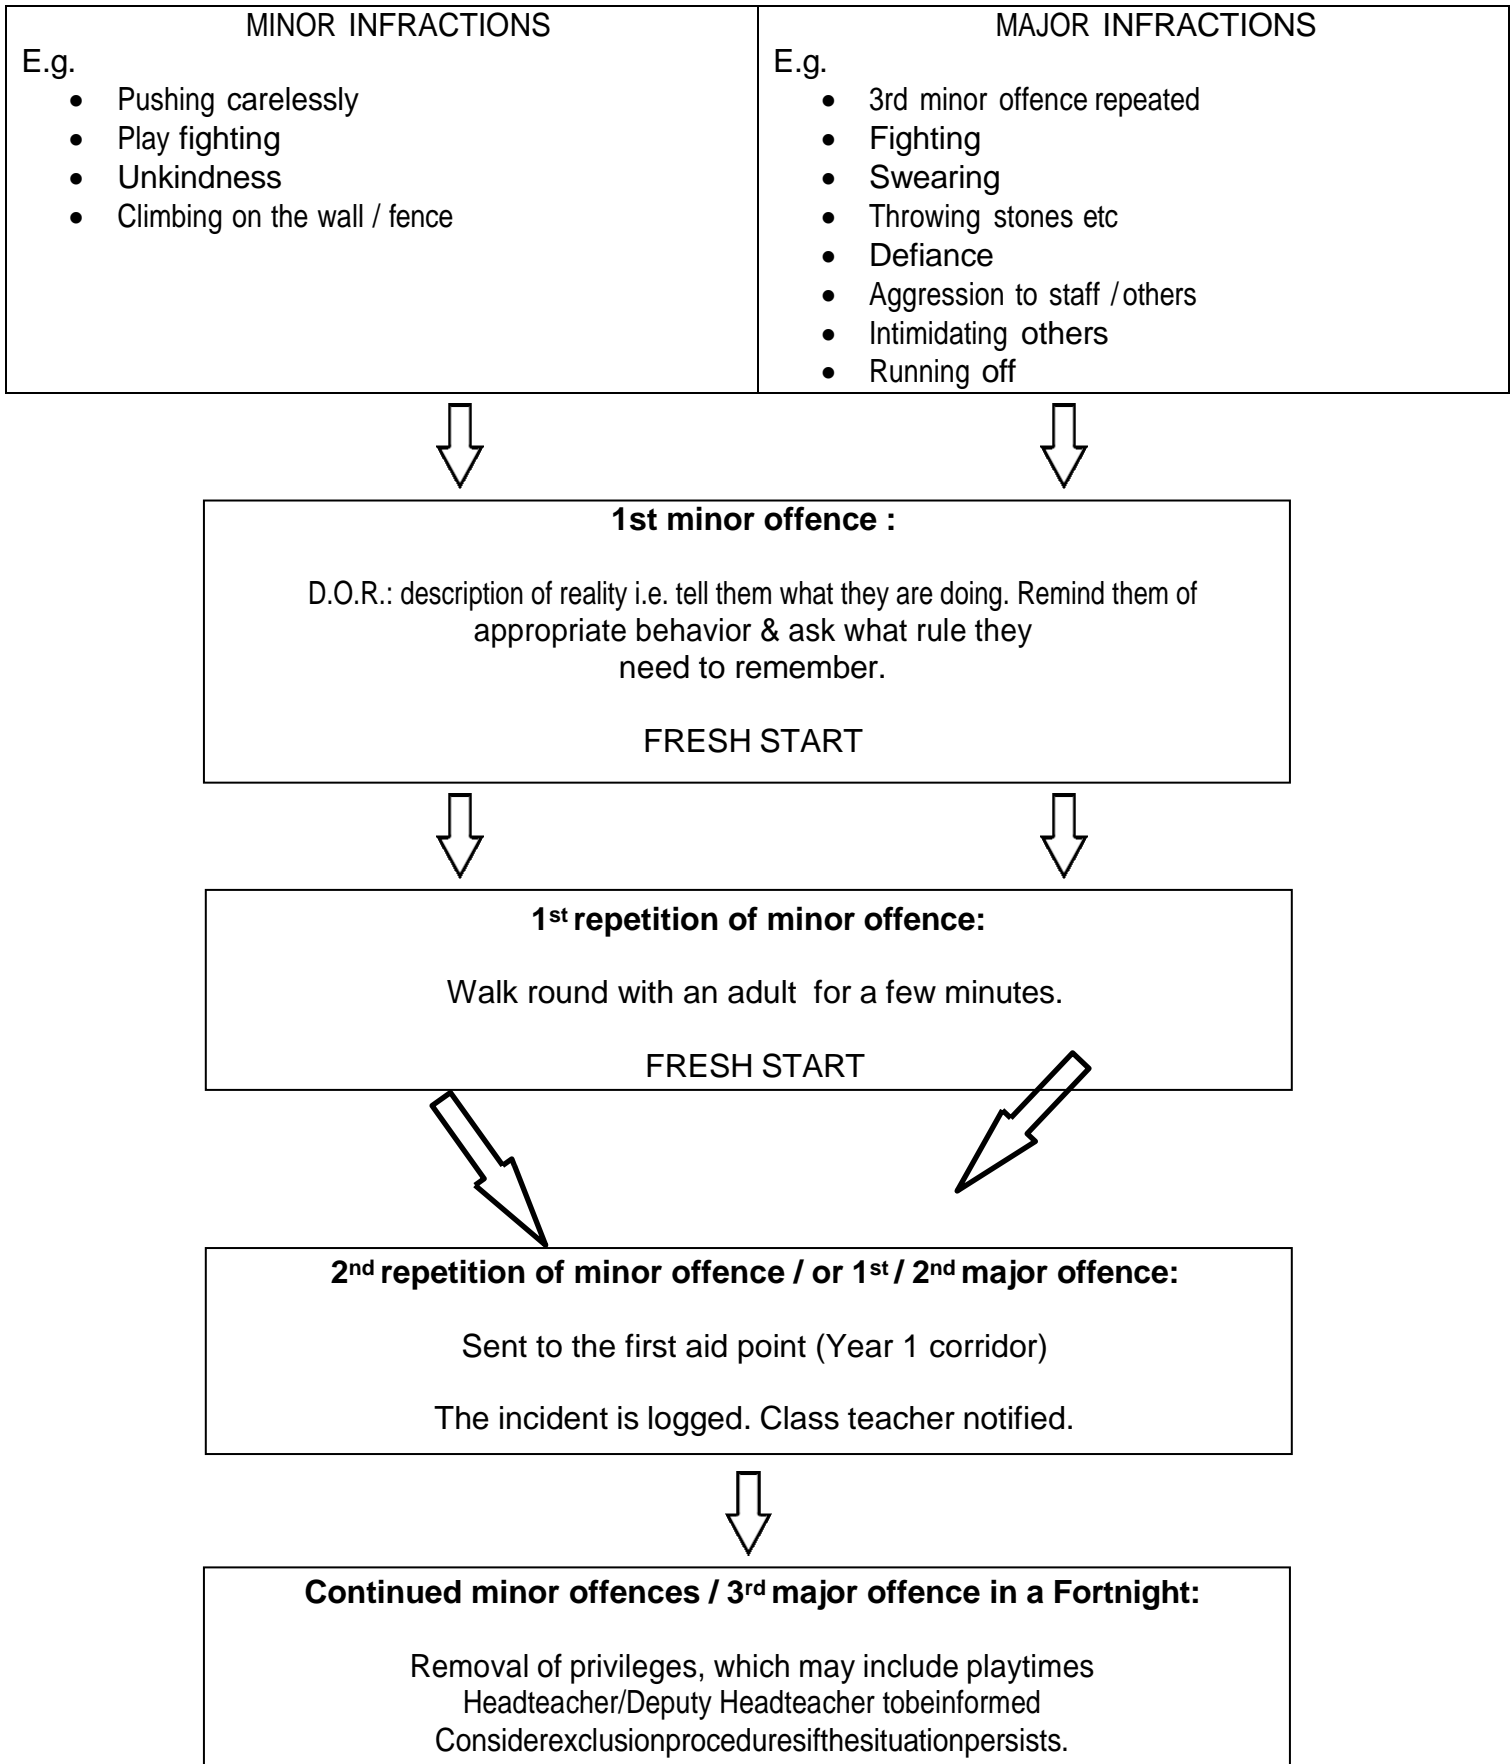 MINOR INFRACTIONS
E.g.
• Pushing carelessly
• Play fighting
• Unkindness
• Climbing on the wall / fence
MAJOR INFRACTIONS
E.g.
• 3rd minor offence repeated
• Fighting
• Swearing
• Throwing stones etc
• Defiance
• Aggression to staff / others
• Intimidating others
• Running off
1st minor offence :
D.O.R.: description of reality i.e. tell them what they are doing. Remind them of
appropriate behavior & ask what rule they
need to remember.
FRESH START
1st repetition of minor offence:
Walk round with an adult for a few minutes.
FRESH START
2nd repetition of minor offence / or 1st / 2nd major offence:
Sent to the first aid point (Year 1 corridor)
The incident is logged. Class teacher notified.
Continued minor offences / 3rd major offence in a Fortnight:
Removal of privileges, which may include playtimes
Headteacher/Deputy Headteacher tobeinformed
Considerexclusionproceduresifthesituationpersists.